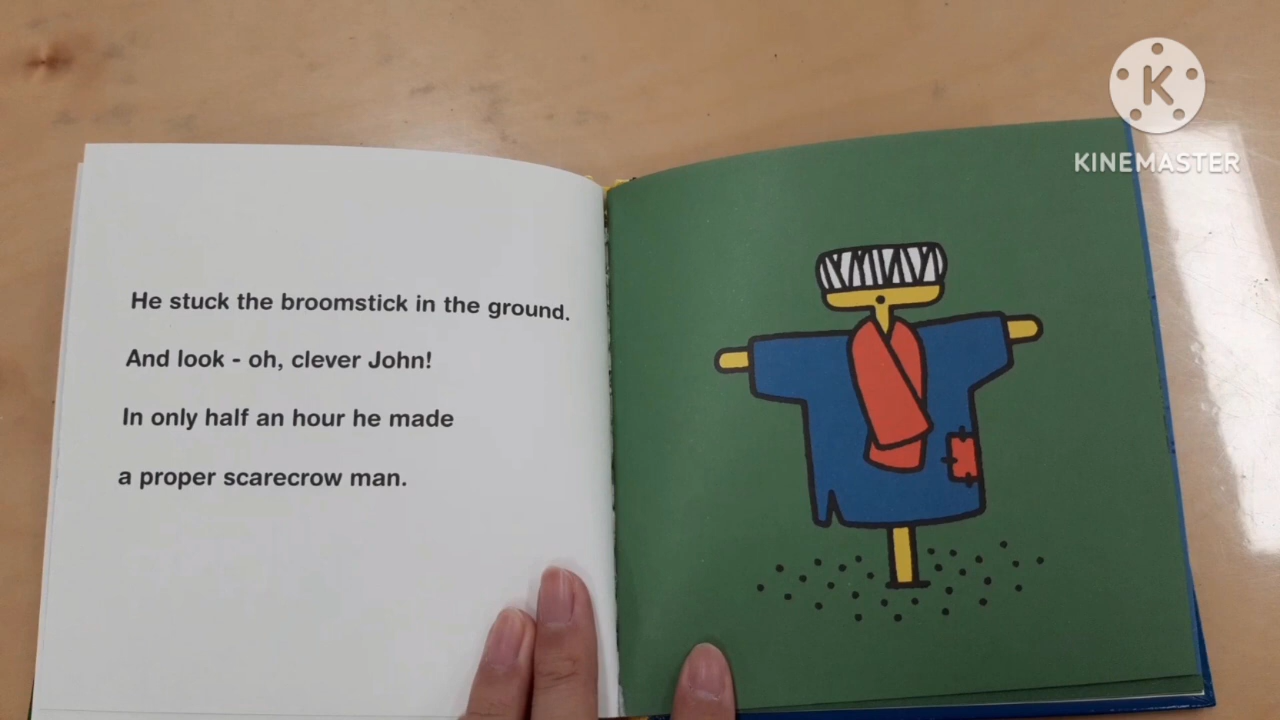 He stuck the broomstick in the ground.
And look - oh, clever John!
In only half an hour he made
a proper scarecrow man.
K
KINEMASTER